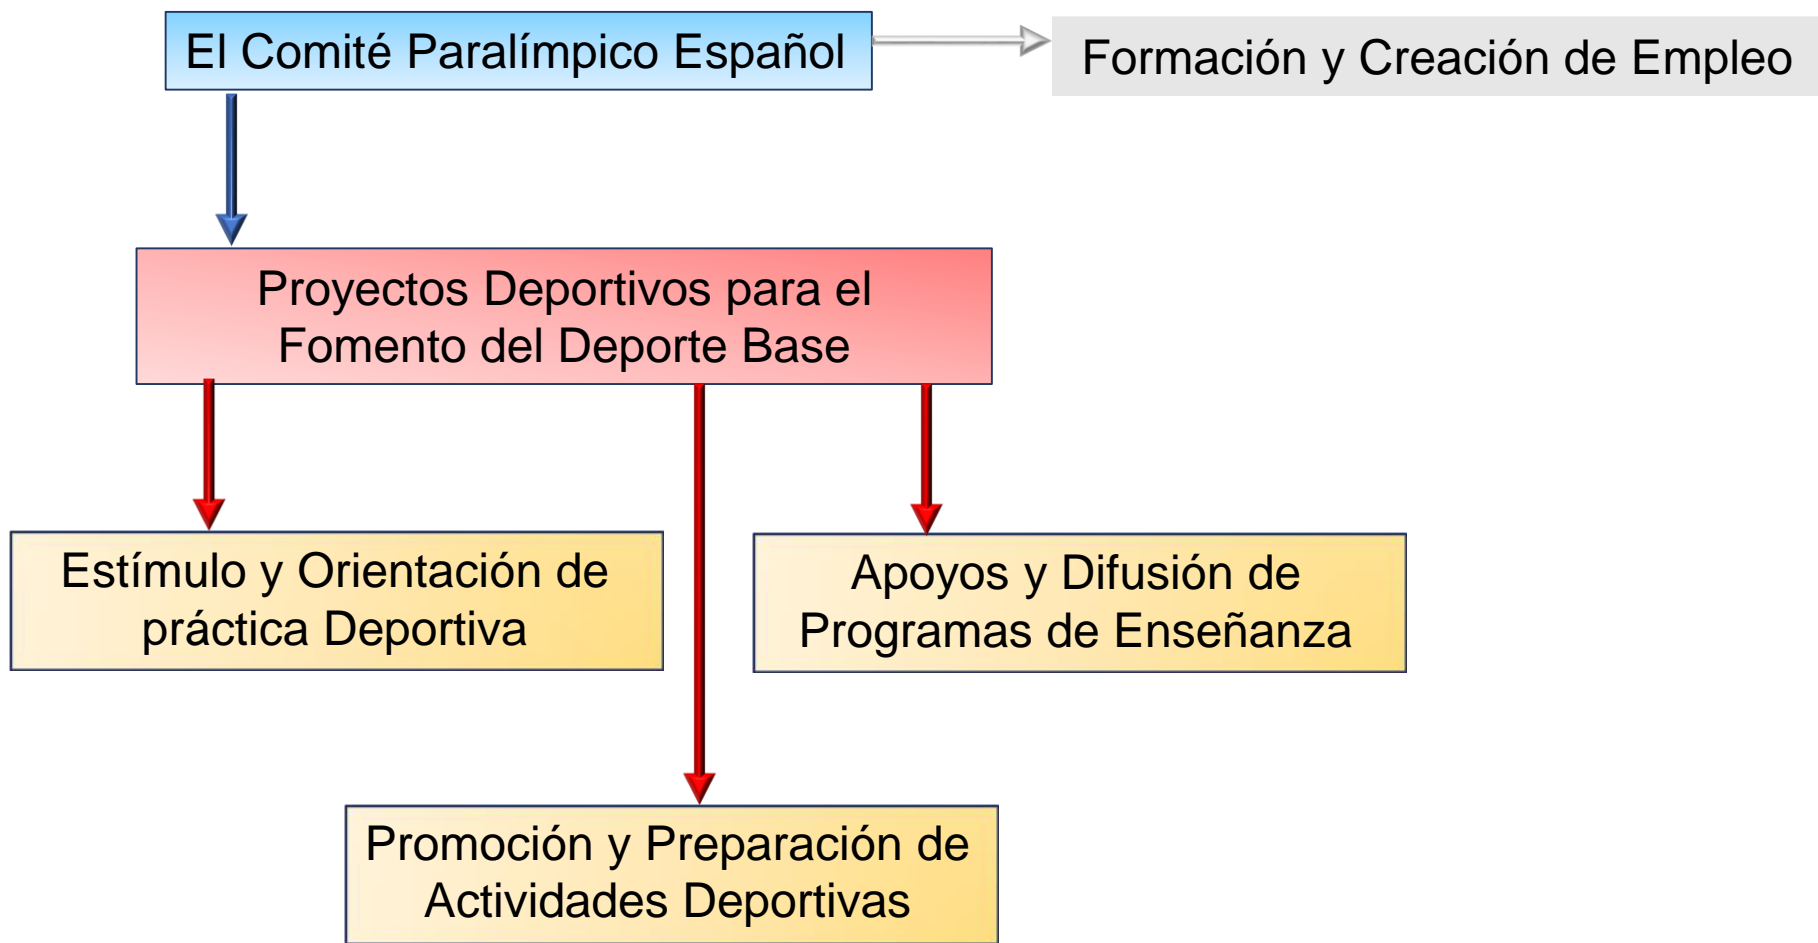 El Comité Paralímpico Español
Formación y Creación de Empleo
Proyectos Deportivos para el
Fomento del Deporte Base
Estímulo y Orientación de
práctica Deportiva
Apoyos y Difusión de
Programas de Enseñanza
Promoción y Preparación de
Actividades Deportivas